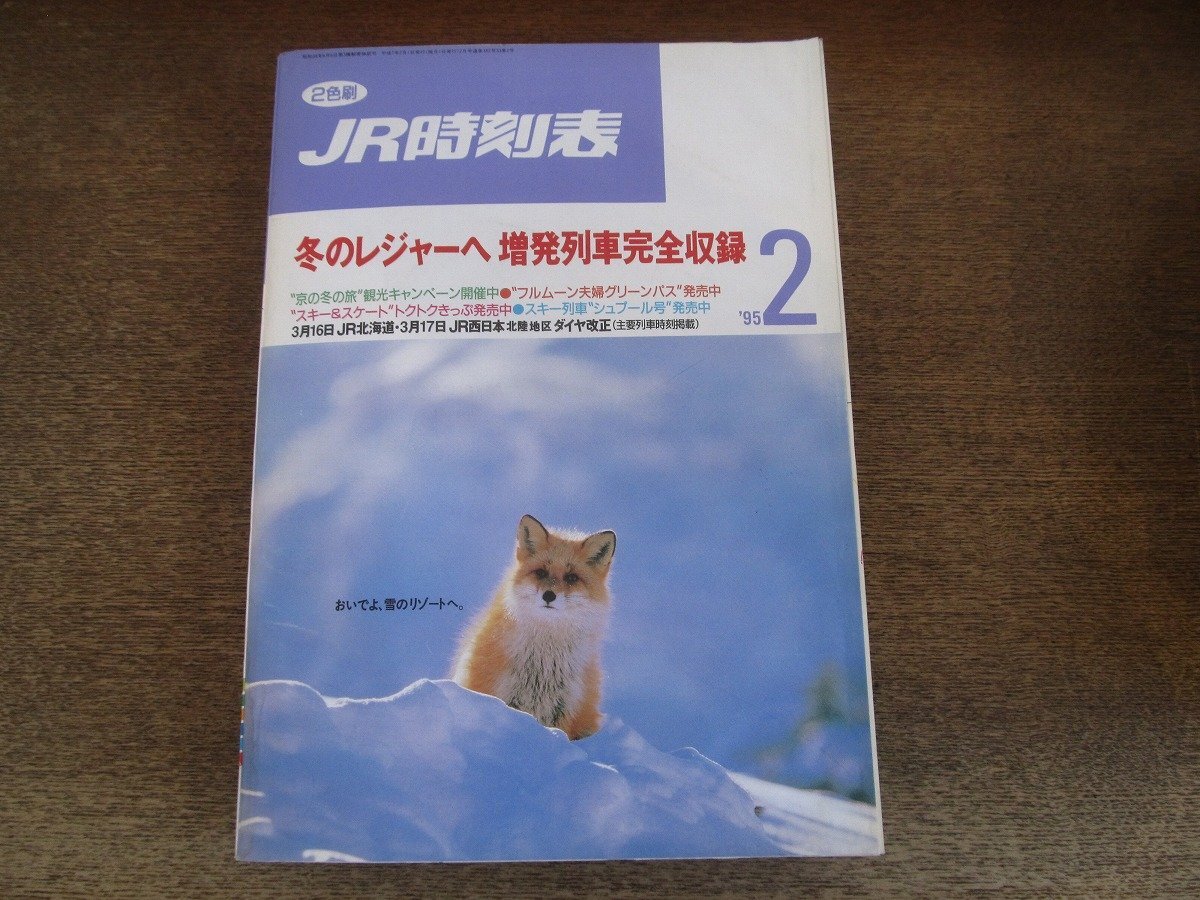 2色刷
JR時刻表
冬のレジャーへ 増発列車完全収録
"京の冬の旅"観光キャンペーン開催中●"フルムーン夫婦グリーンパス"発売中
"スキー&スケート"トクトクきっぷ発売中●スキー列車"シュプール号"発売中
3月16日 JR北海道・3月17日 JR西日本 北陸地区 ダイヤ改正(主要列車時刻掲載)
'95 2
おいでよ、雪のリゾートへ。